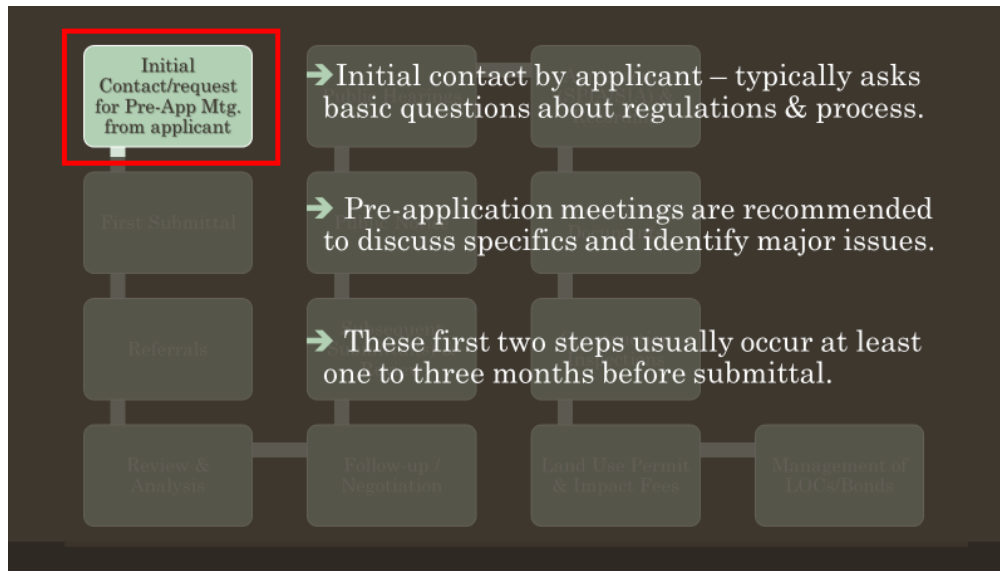 Initial
Contact/request
for Pre-App Mtg.
from applicant
➔Initial contact by applicant – typically asks
basic questions about regulations & process.
First Submittal
➔ Pre-application meetings are recommended
to discuss specifics and identify major issues.
Referrals
➔ These first two steps usually occur at least
one to three months before submittal.
Review &
Analysis
Follow-up /
Negotiation
Land Use Permit
& Impact Fees
Management of
LOCs/Bonds